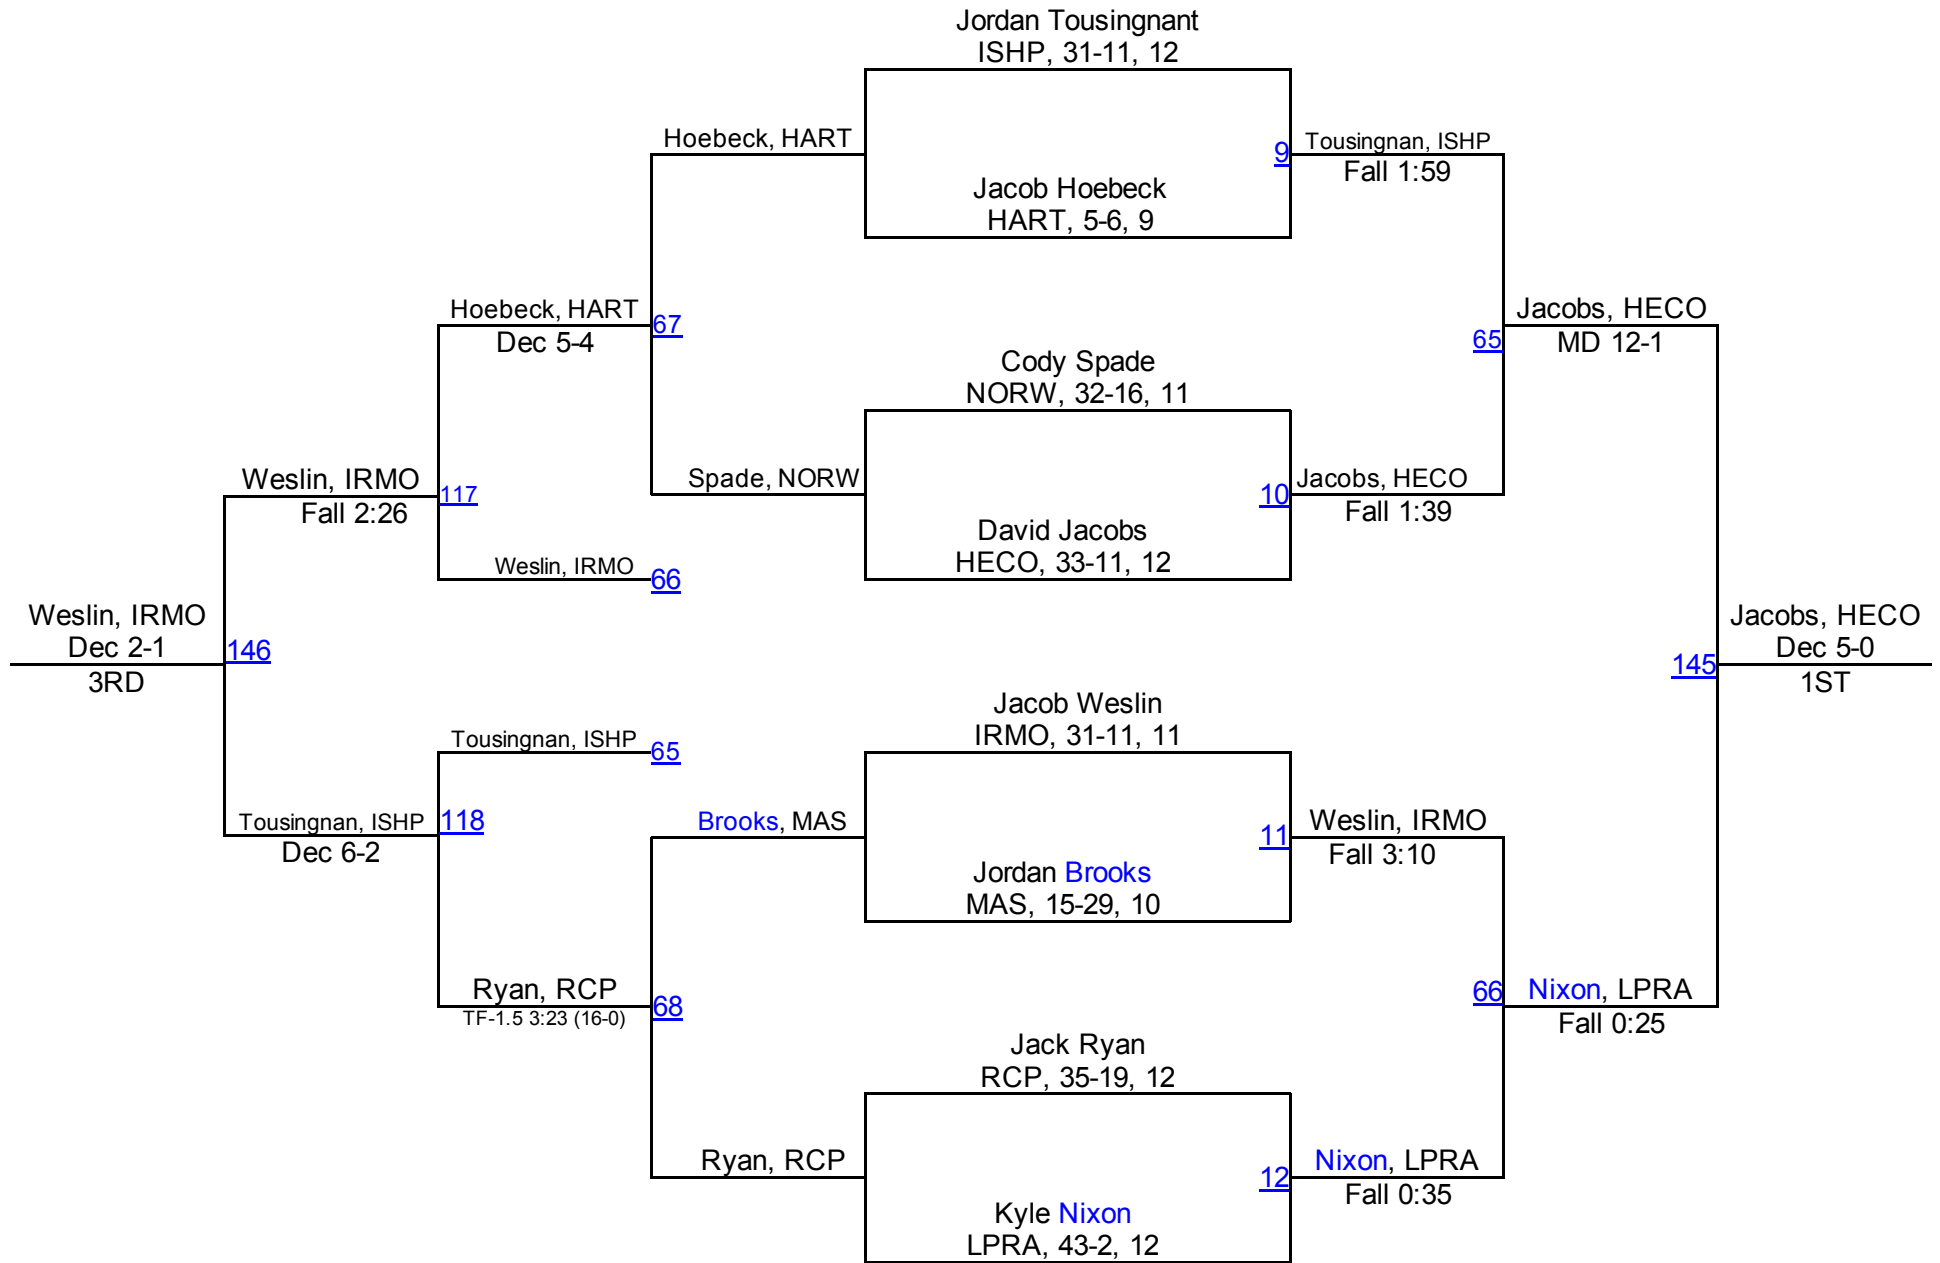 Jordan Tousingnant
ISHP, 31-11, 12
Hoebeck, HART
9
Tousingnan, ISHP
Fall 1:59
Jacob Hoebeck
HART, 5-6, 9
Hoebeck, HART
Dec 5-4
67
Jacobs, HECO
MD 12-1
65
Cody Spade
NORW, 32-16, 11
Weslin, IRMO
Fall 2:26
117
Spade, NORW
10
Jacobs, HECO
Fall 1:39
David Jacobs
HECO, 33-11, 12
Weslin, IRMO
66
Weslin, IRMO
Dec 2-1
3RD
146
145
Jacobs, HECO
Dec 5-0
1ST
Jacob Weslin
IRMO, 31-11, 11
Tousingnan, ISHP
65
Tousingnan, ISHP
Dec 6-2
118
Brooks, MAS
11
Weslin, IRMO
Fall 3:10
Jordan Brooks
MAS, 15-29, 10
Ryan, RCP
TF-1.5 3:23 (16-0)
68
66
Nixon, LPRA
Fall 0:25
Jack Ryan
RCP, 35-19, 12
Ryan, RCP
12
Nixon, LPRA
Fall 0:35
Kyle Nixon
LPRA, 43-2, 12